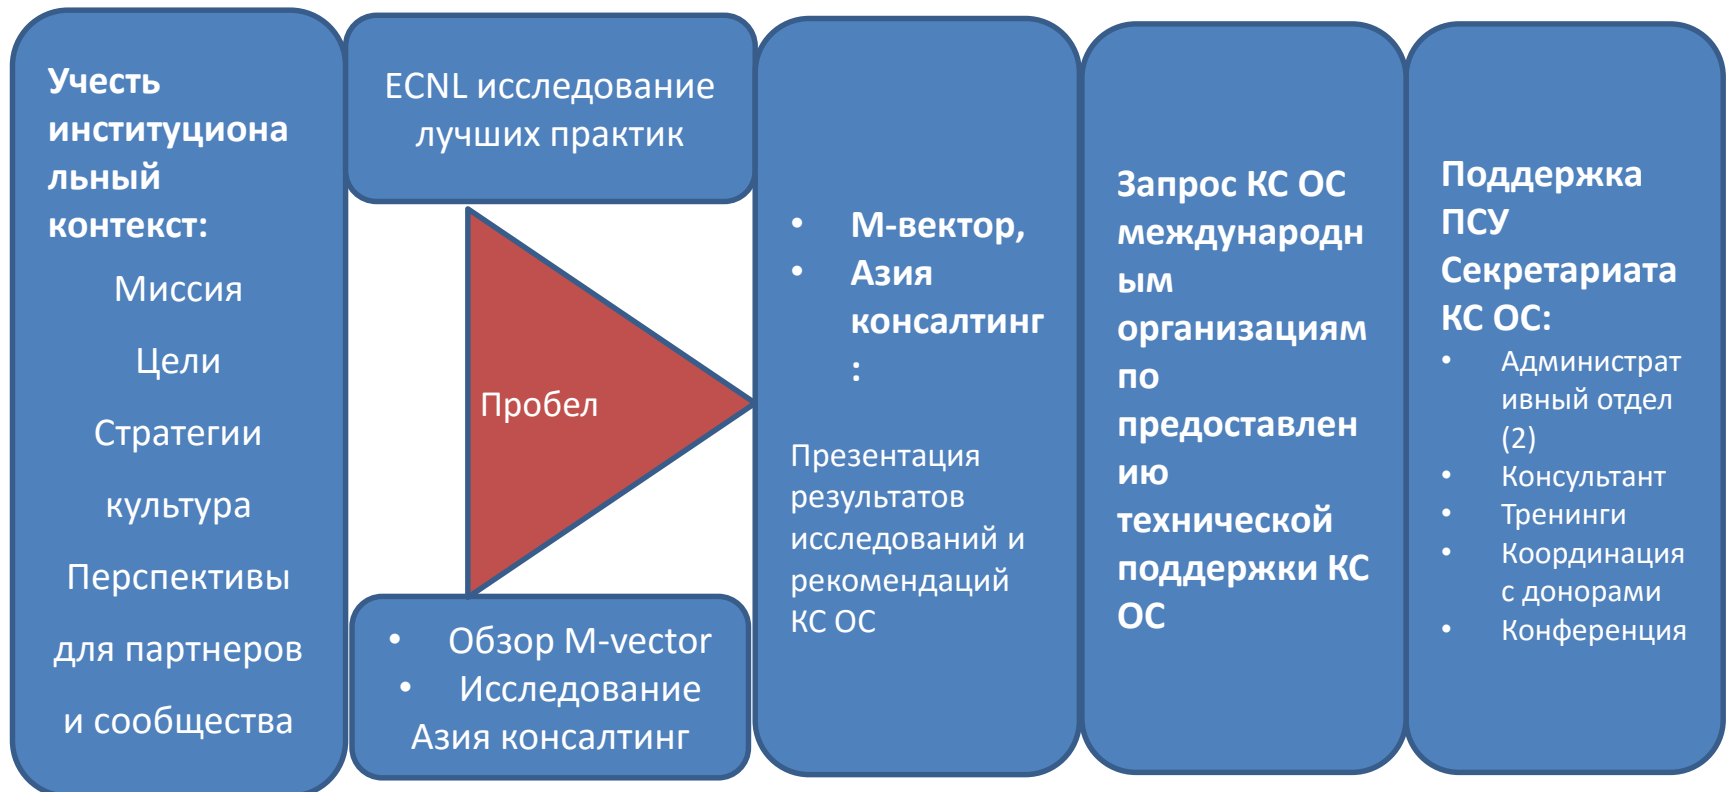 Учесть
институциона
льный
контекст:
Миссия
Цели
Стратегии
культура
Перспективы
для партнеров
и сообщества
ECNL исследование
лучших практик
Пробел
• Обзор M-vector
• Исследование
Азия консалтинг
• М-вектор,
• Азия
консалтинг
:
Презентация
результатов
исследований и
рекомендаций
КС ОС
Запрос КС ОС
международн
ым
организациям
по
предоставлен
ию
технической
поддержки КС
ОС
Поддержка
ПСУ
Секретариата
КС ОС:
• Администрат
ивный отдел
(2)
• Консультант
• Тренинги
• Координация
с донорами
• Конференция